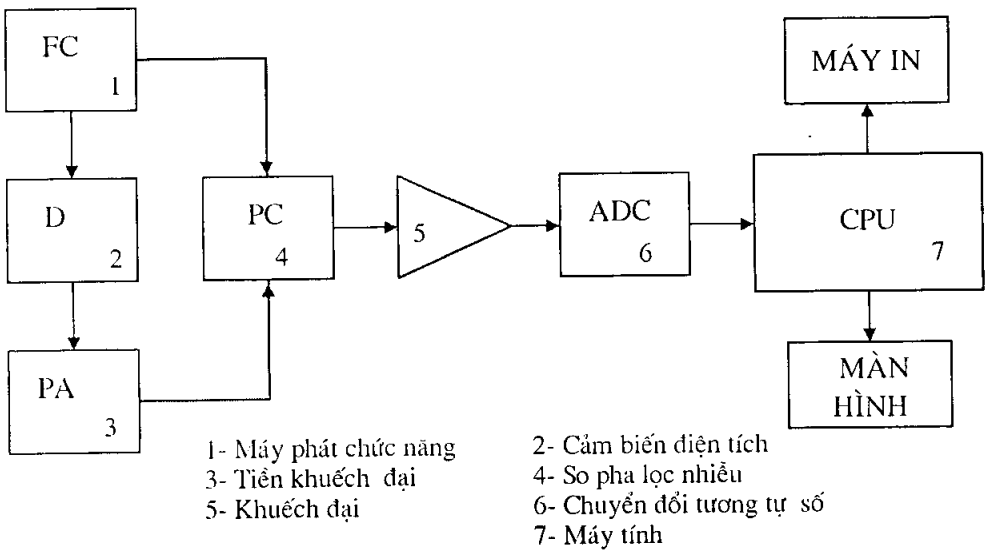 FC
1
MÁY IN
D
2
PC
4
5
ADC
6
CPU
7
PA
3
MÀN
HÌNH
1- Máy phát chức năng
2- Cảm biến điện tích
3- Tiền khuếch đại
4- So pha lọc nhiễu
5- Khuếch đại
6- Chuyển đổi tương tự số
7- Máy tính